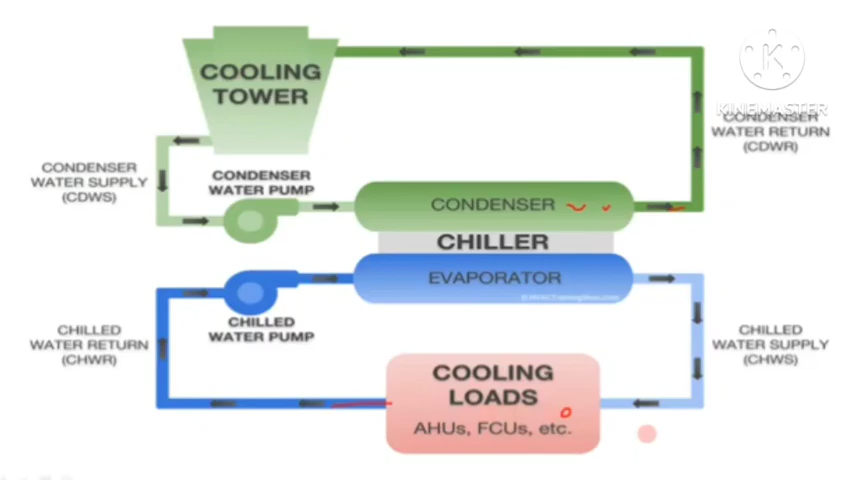 COOLING
TOWER
KINEMASTER
CONDENSER
WATER RETURN
(CDWR)
CONDENSER
WATER SUPPLY
(CDWS)
CONDENSER
WATER PUMP
CONDENSER
CHILLER
EVAPORATOR
CHILLED
WATER PUMP
CHILLED
WATER RETURN
(CHWR)
CHILLED
WATER SUPPLY
(CHWS)
COOLING
LOADS
AHUs, FCUs, etc.